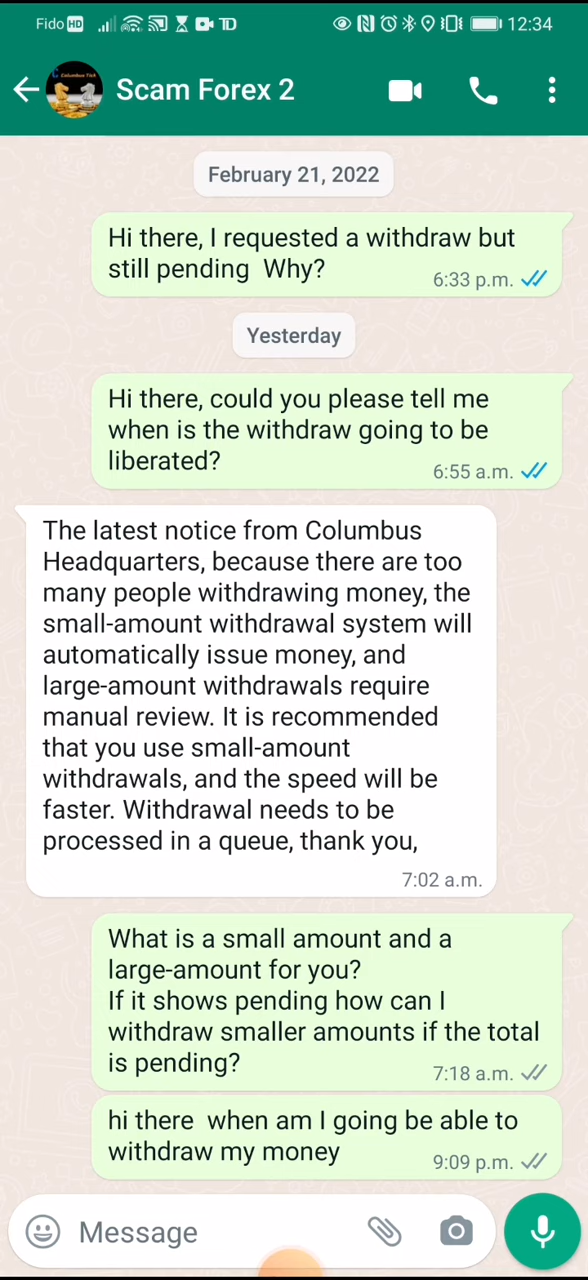 Fido HD TD 12:34
Columbus Tick
Scam Forex 2
February 21, 2022
Hi there, I requested a withdraw but
still pending Why?
6:33 p.m.
Yesterday
Hi there, could you please tell me
when is the withdraw going to be
liberated?
6:55 a.m.
The latest notice from Columbus
Headquarters, because there are too
many people withdrawing money, the
small-amount withdrawal system will
automatically issue money, and
large-amount withdrawals require
manual review. It is recommended
that you use small-amount
withdrawals, and the speed will be
faster. Withdrawal needs to be
processed in a queue, thank you,
7:02 a.m.
What is a small amount and a
large-amount for you?
If it shows pending how can I
withdraw smaller amounts if the total
is pending?
7:18 a.m.
hi there when am I going be able to
withdraw my money
9:09 p.m.
Message